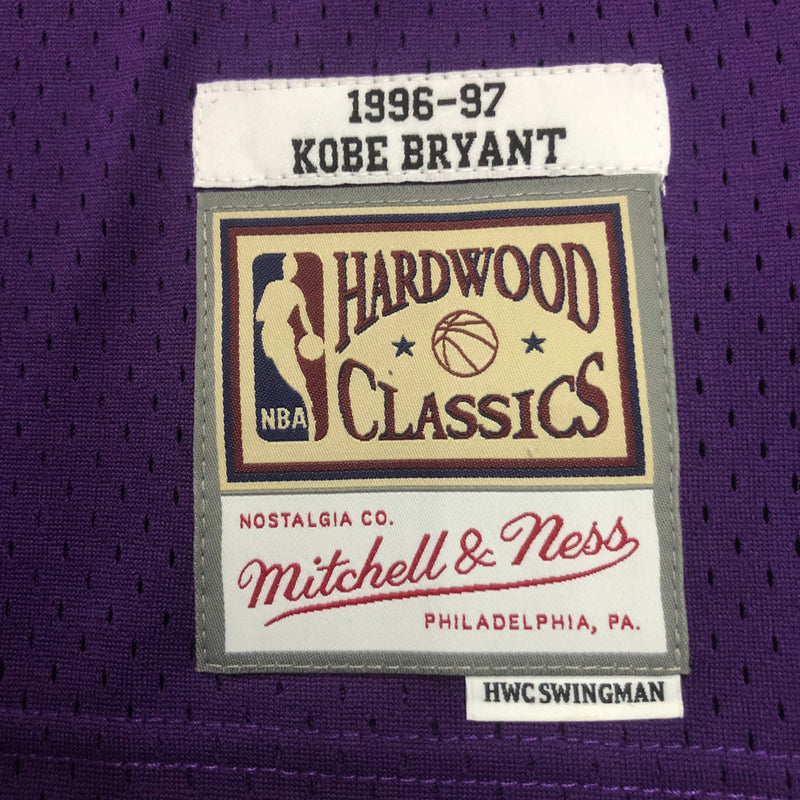 1996-97
KOBE BRYANT
HARDWOOD
CLASSICS
NBA
NOSTALGIA CO.
Mitchell & Ness
PHILADELPHIA, PA.
HWC SWINGMAN